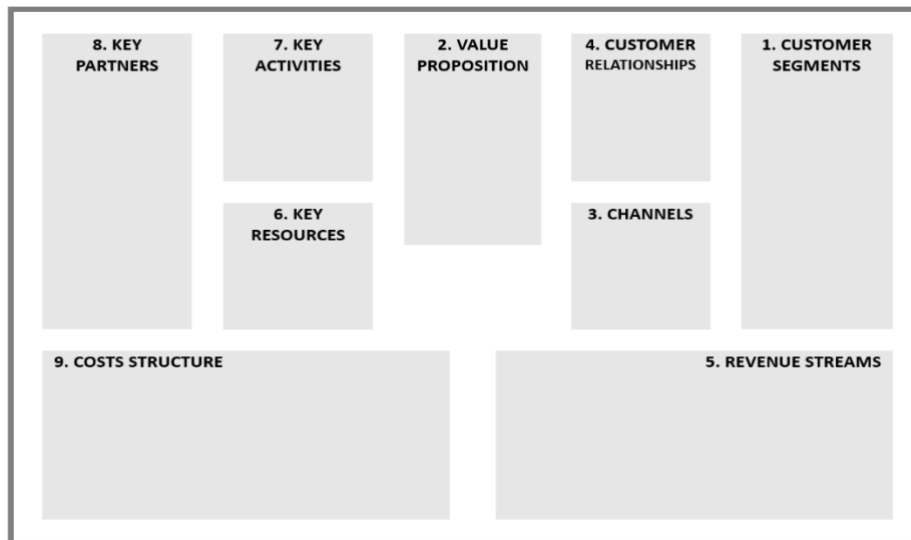 8. KEY
PARTNERS
7. KEY
ACTIVITIES
2. VALUE
PROPOSITION
4. CUSTOMER
RELATIONSHIPS
1. CUSTOMER
SEGMENTS
6. KEY
RESOURCES
3. CHANNELS
9. COSTS STRUCTURE
5. REVENUE STREAMS